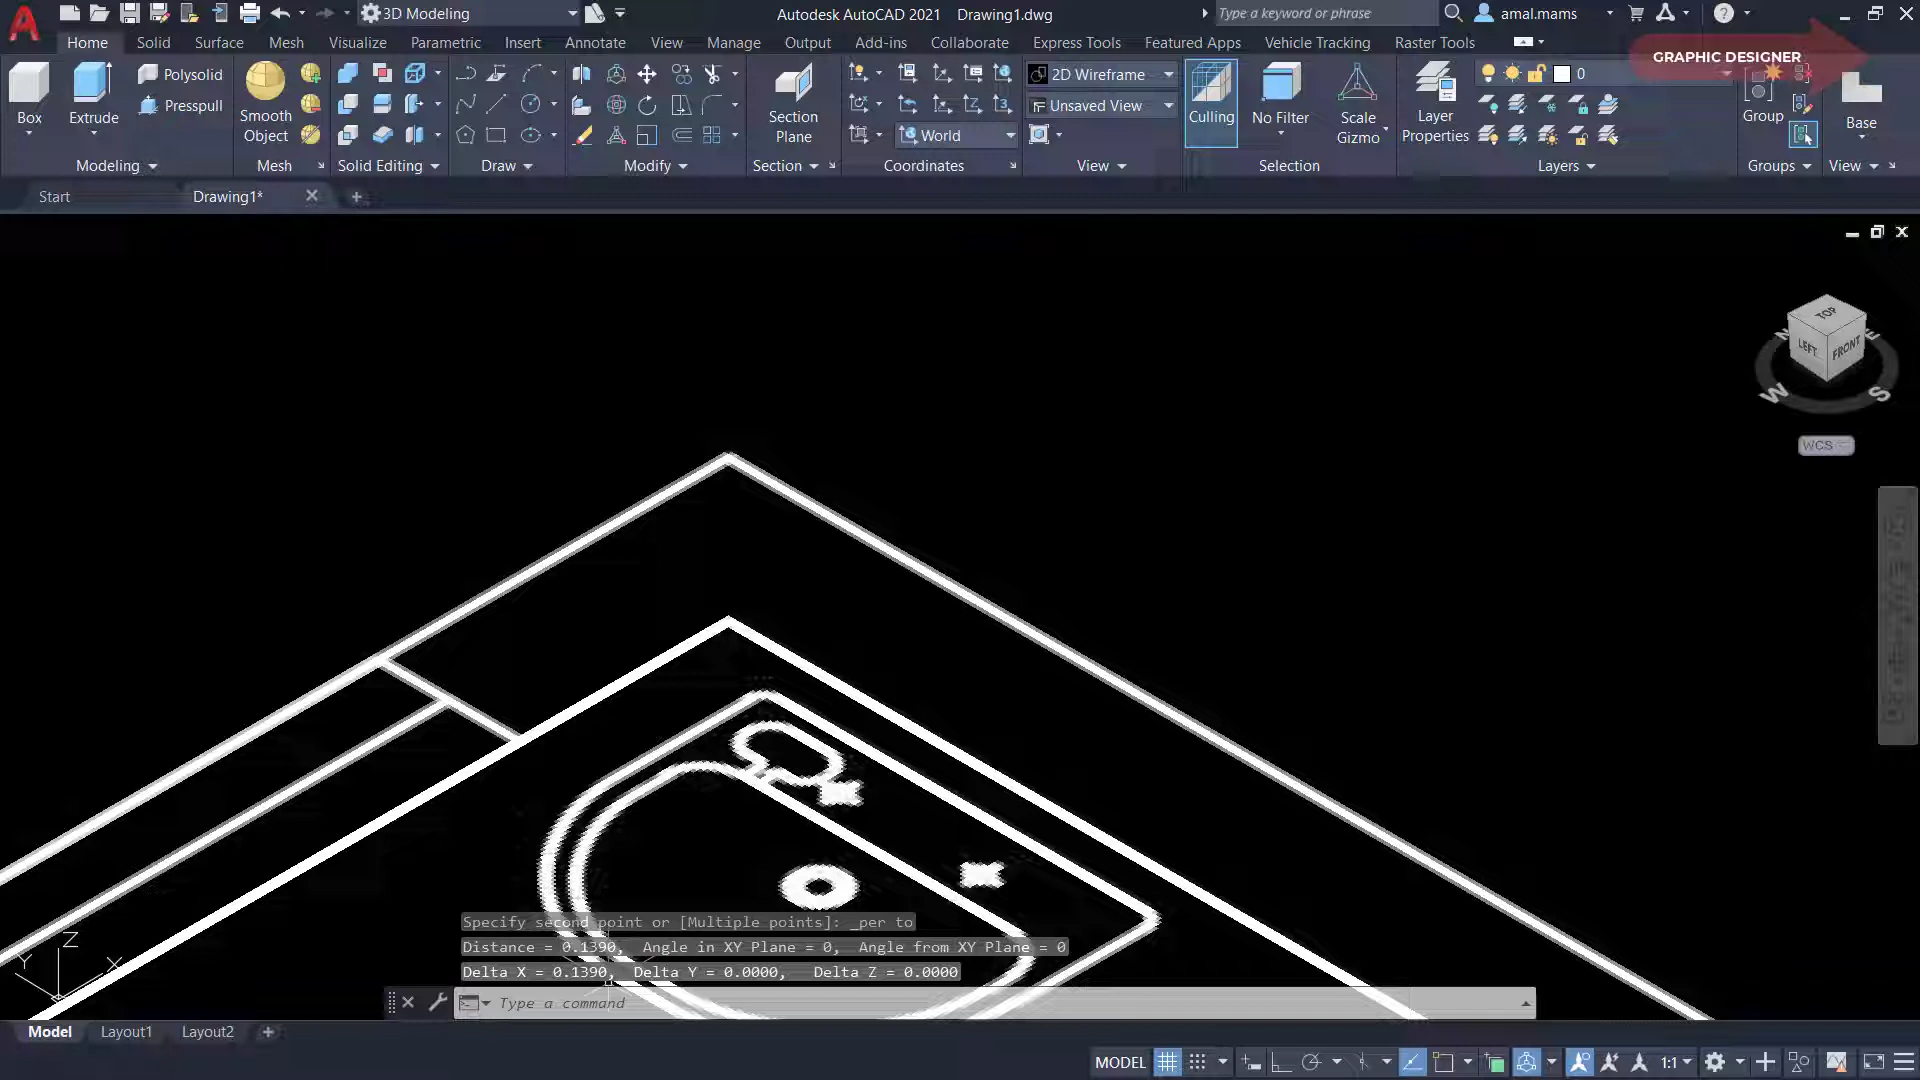 3D Modeling
Autodesk AutoCAD 2021 Drawing1.dwg
Type a keyword or phrase
amal.mams
Home Solid Surface Mesh Visualize Parametric Insert Annotate View Manage Output Add-ins Collaborate Express Tools Featured Apps Vehicle Tracking Raster Tools
GRAPHIC DESIGNER
Box
Extrude
Polysolid
Presspull
Smooth Object
Section Plane
World
2D Wireframe
Unsaved View
Culling
No Filter
Scale Gizmo
Layer Properties
0
Group
Base
Modeling Mesh Solid Editing Draw Modify Section Coordinates View Selection Layers Groups View
Start Drawing1*
TOP
LEFT FRONT
N E
W S
WCS
Z
Y X
Specify second point or [Multiple points]: _per to
Distance = 0.1390, Angle in XY Plane = 0, Angle from XY Plane = 0
Delta X = 0.1390, Delta Y = 0.0000, Delta Z = 0.0000
Type a command
Model Layout1 Layout2
MODEL 1:1